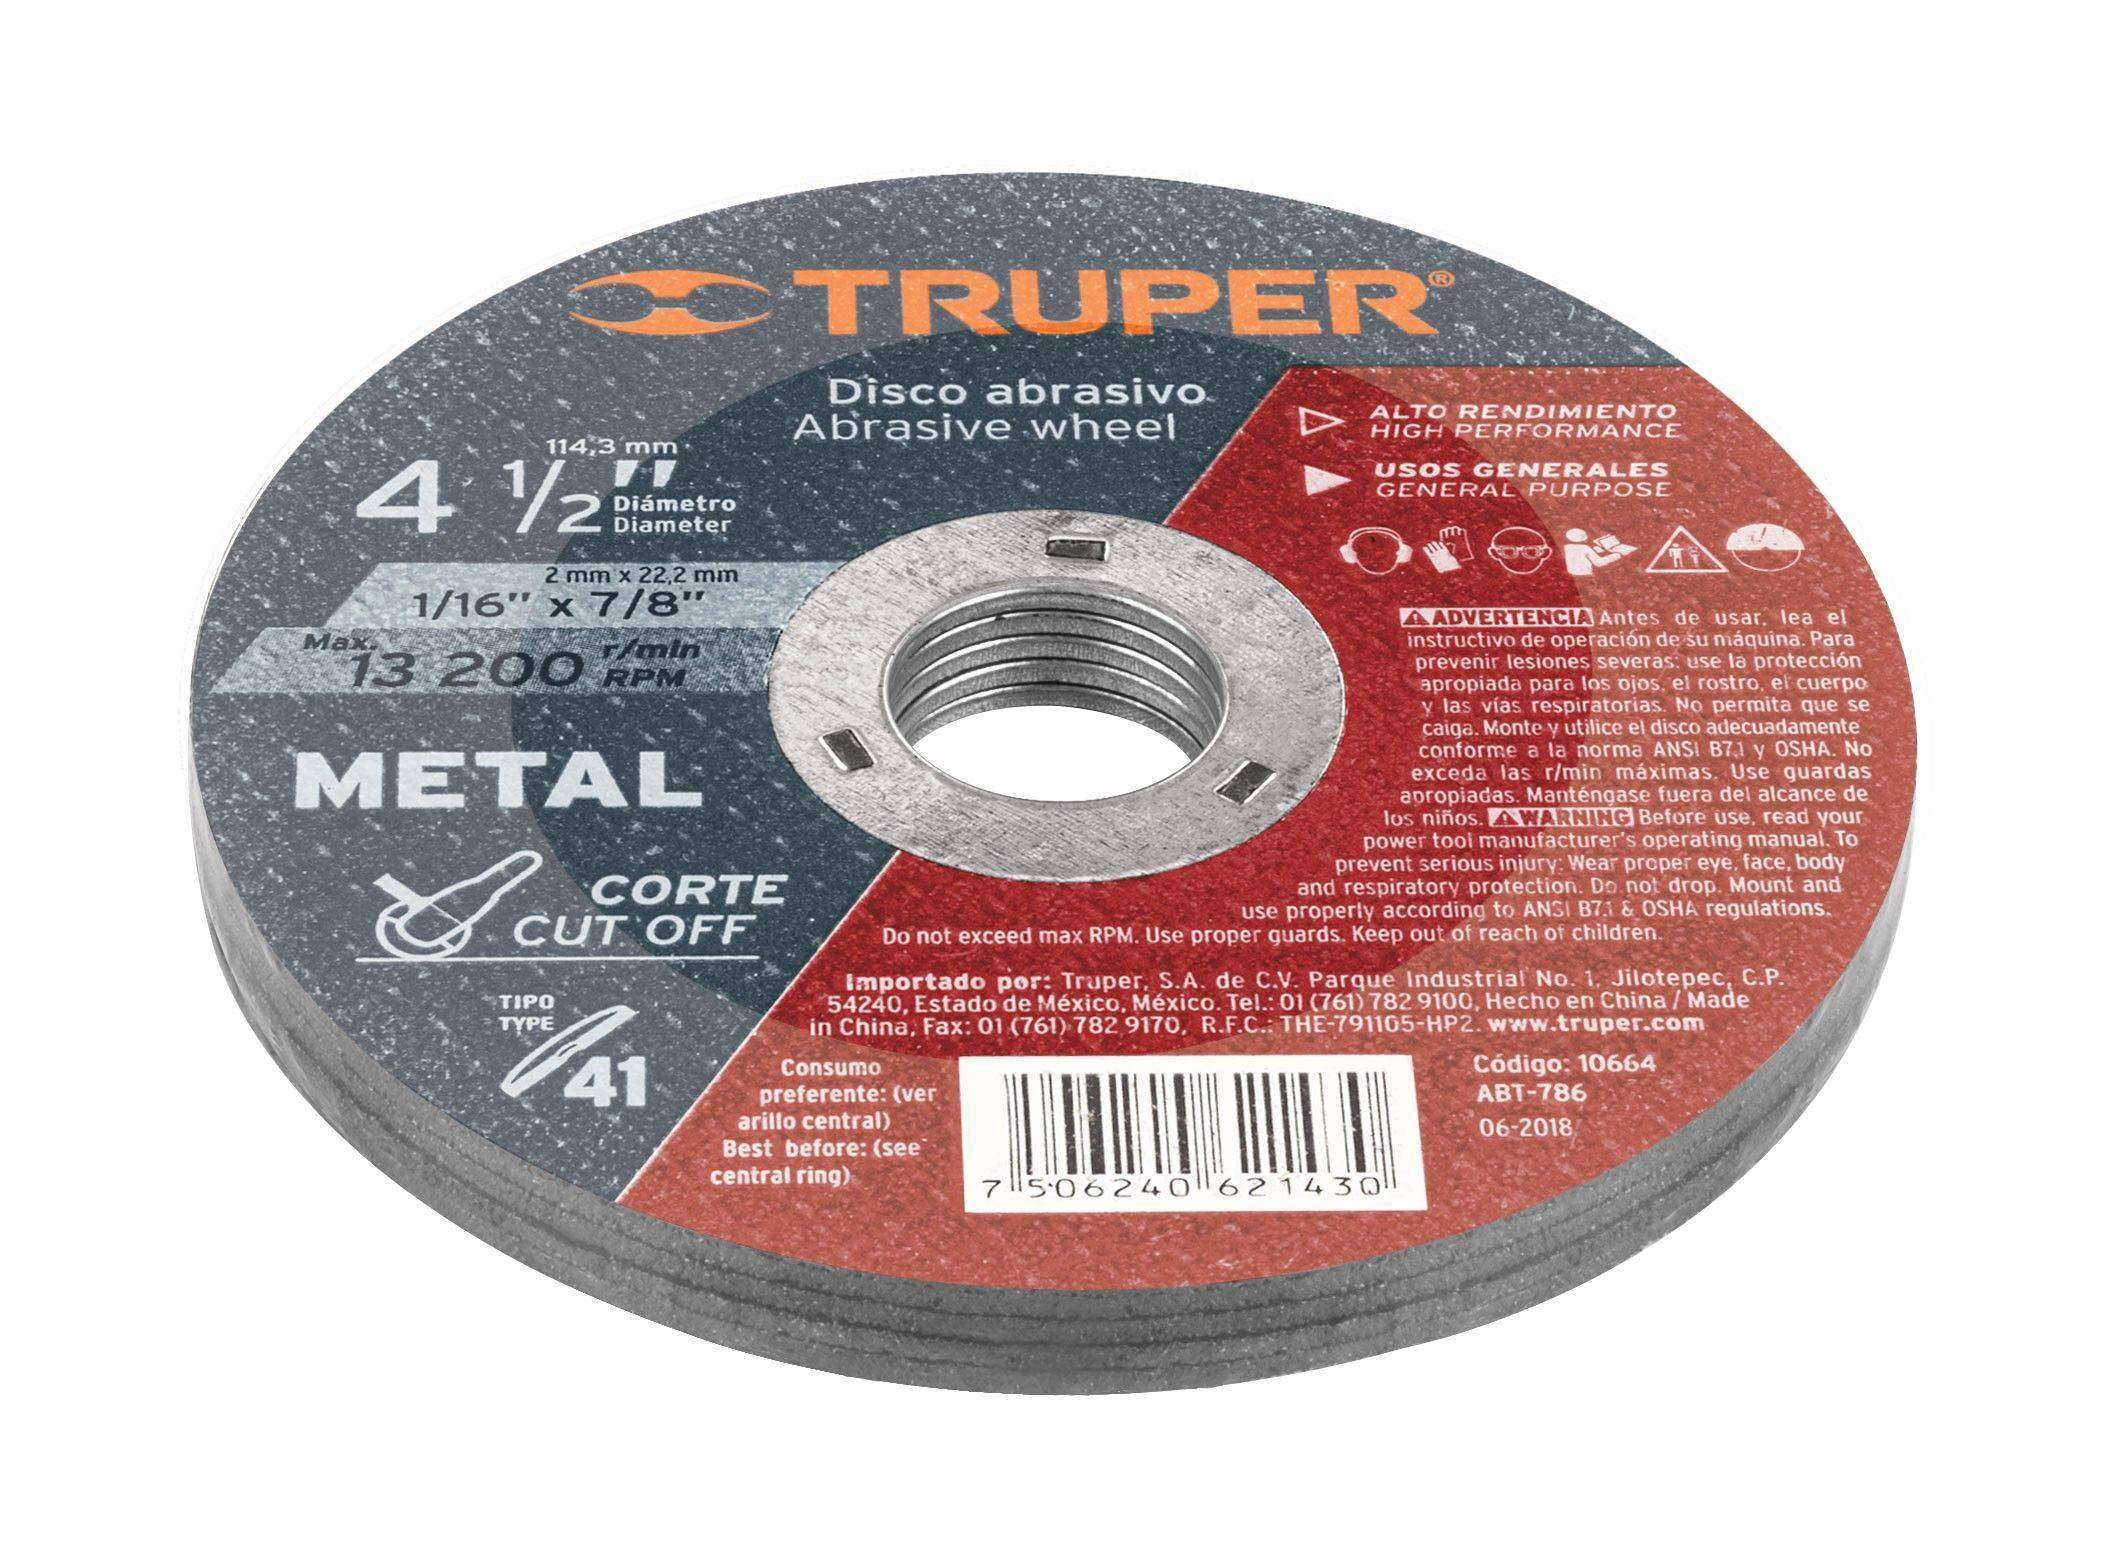 TRUPER®
Disco abrasivo
Abrasive wheel
114,3 mm
4 1/2"
Diámetro
Diameter
2 mm x 22,2 mm
1/16" x 7/8"
Max.
13 200 r/min
RPM
METAL
CORTE
CUT OFF
TIPO
TYPE
41
ALTO RENDIMIENTO
HIGH PERFORMANCE
USOS GENERALES
GENERAL PURPOSE
ADVERTENCIA Antes de usar, lea el
instructivo de operación de su máquina. Para
prevenir lesiones severas: use la protección
apropiada para los ojos, el rostro, el cuerpo
y las vías respiratorias. No permita que se
caiga. Monte y utilice el disco adecuadamente
conforme a la norma ANSI B7.1 y OSHA. No
exceda las r/min máximas. Use guardas
apropiadas. Manténgase fuera del alcance de
los niños. WARNING Before use, read your
power tool manufacturer's operating manual. To
prevent serious injury: Wear proper eye, face, body
and respiratory protection. Do not drop. Mount and
use properly according to ANSI B7.1 & OSHA regulations.
Do not exceed max RPM. Use proper guards. Keep out of reach of children.
Importado por: Truper, S.A. de C.V. Parque Industrial No. 1, Jilotepec, C.P.
54240, Estado de México, México. Tel.: 01 (761) 782 9100, Hecho en China / Made
in China, Fax: 01 (761) 782 9170, R.F.C.: THE-791105-HP2. www.truper.com
Consumo
preferente: (ver
arillo central)
Best before: (see
central ring)
7 506240 621430
Código: 10664
ABT-786
06-2018